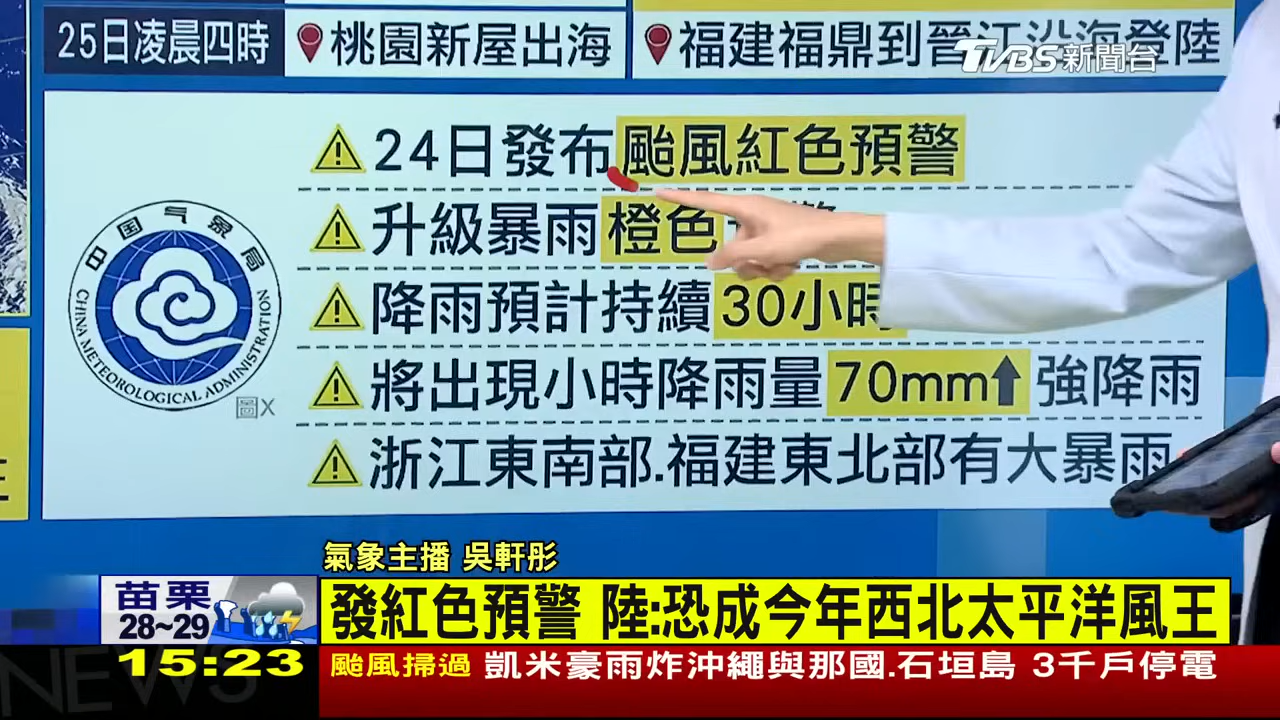 25日凌晨四時
桃園新屋出海
福建福鼎到晉江沿海登陸
TVBS新聞台
24日發布颱風紅色預警
升級暴雨橙色
降雨預計持續30小時
將出現小時降雨量70mm⬆強降雨
浙江東南部.福建東北部有大暴雨
中国气象局
CHINA METEOROLOGICAL ADMINISTRATION
圖X
氣象主播 吳軒彤
苗栗
28~29
發紅色預警 陸:恐成今年西北太平洋風王
15:23
颱風掃過 凱米豪雨炸沖繩與那國.石垣島 3千戶停電
NEWS